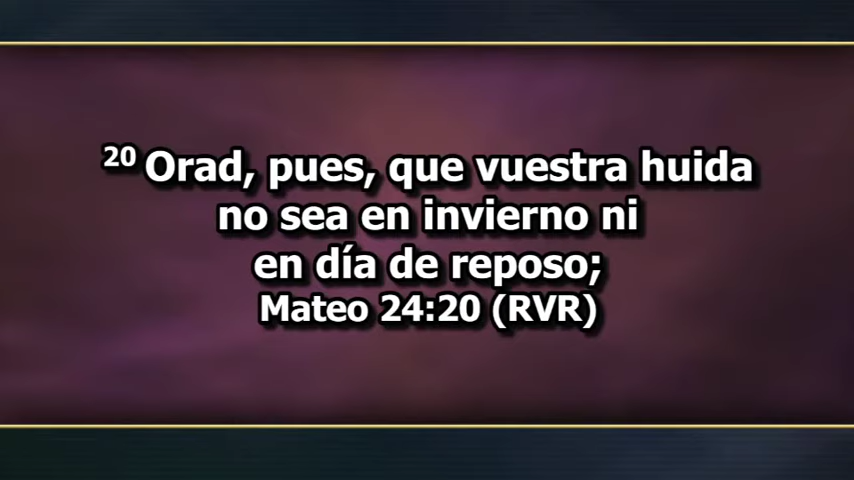 20 Orad, pues, que vuestra huida
no sea en invierno ni
en día de reposo;
Mateo 24:20 (RVR)